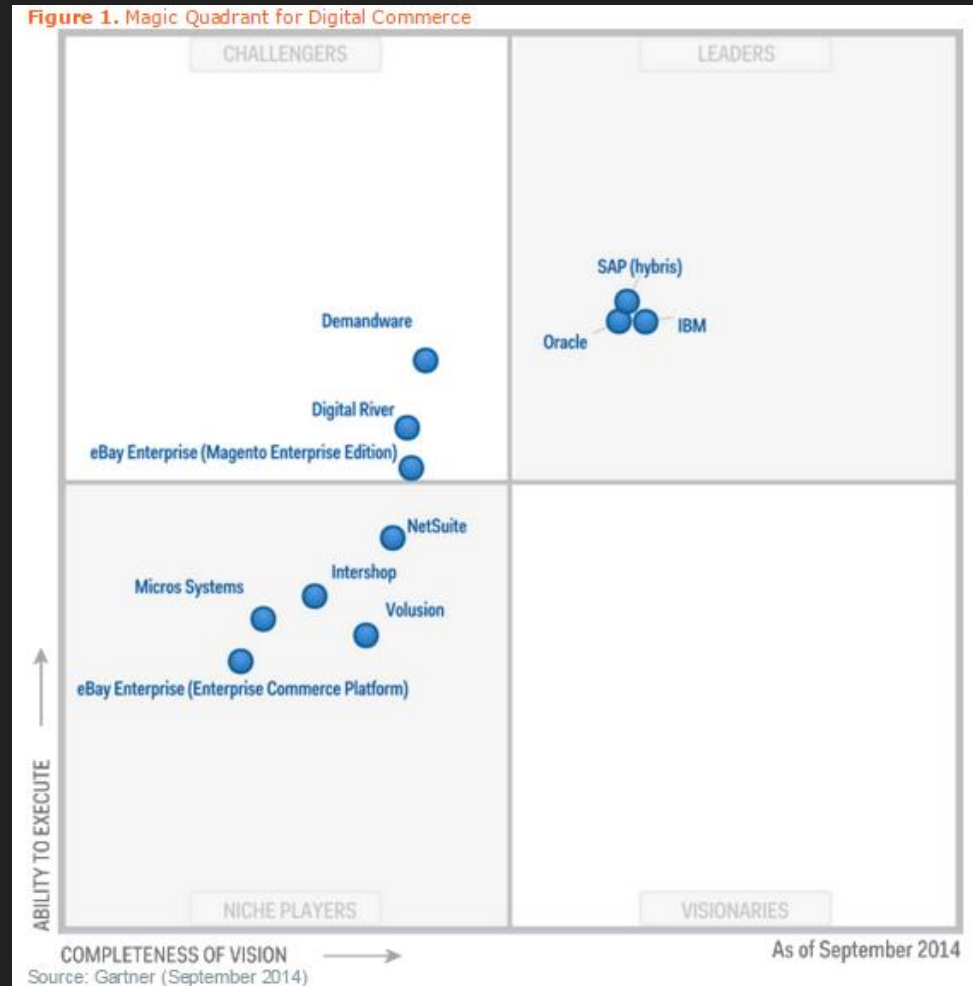 Figure 1. Magic Quadrant for Digital Commerce
CHALLENGERS
LEADERS
SAP (hybris)
Demandware
IBM
Oracle
Digital River
eBay Enterprise (Magento Enterprise Edition)
NetSuite
Intershop
Micros Systems
Volusion
eBay Enterprise (Enterprise Commerce Platform)
ABILITY TO EXECUTE
NICHE PLAYERS
VISIONARIES
COMPLETENESS OF VISION
As of September 2014
Source: Gartner (September 2014)